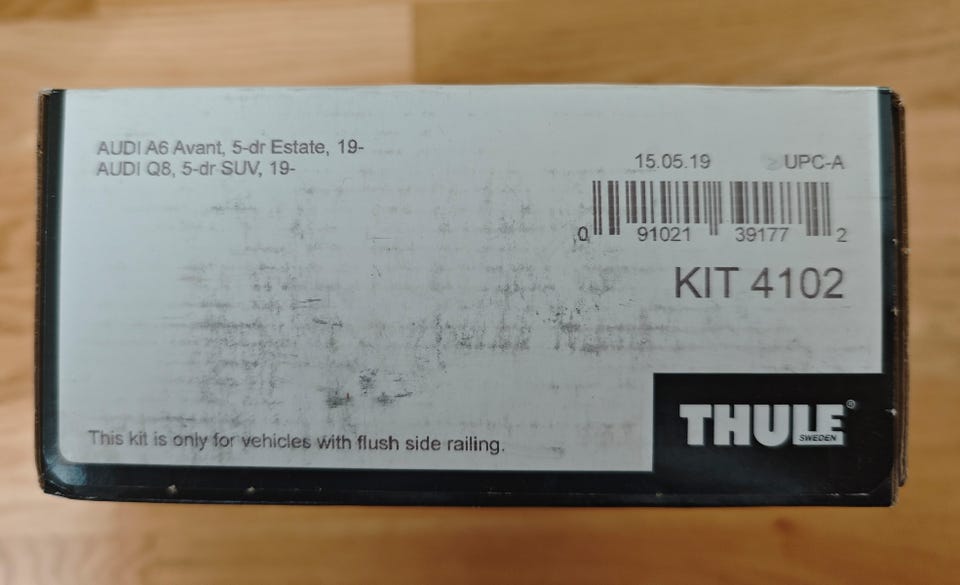 AUDI A6 Avant, 5-dr Estate, 19-
AUDI Q8, 5-dr SUV, 19-
15.05.19 UPC-A
0 91021 39177 2
KIT 4102
This kit is only for vehicles with flush side railing.
THULE®
SWEDEN